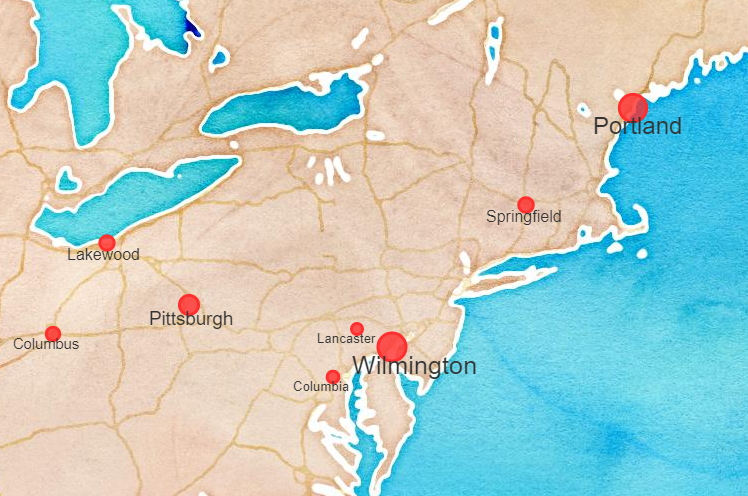 Portland
Springfield
Lakewood
Pittsburgh
Lancaster
Columbus
Wilmington
Columbia